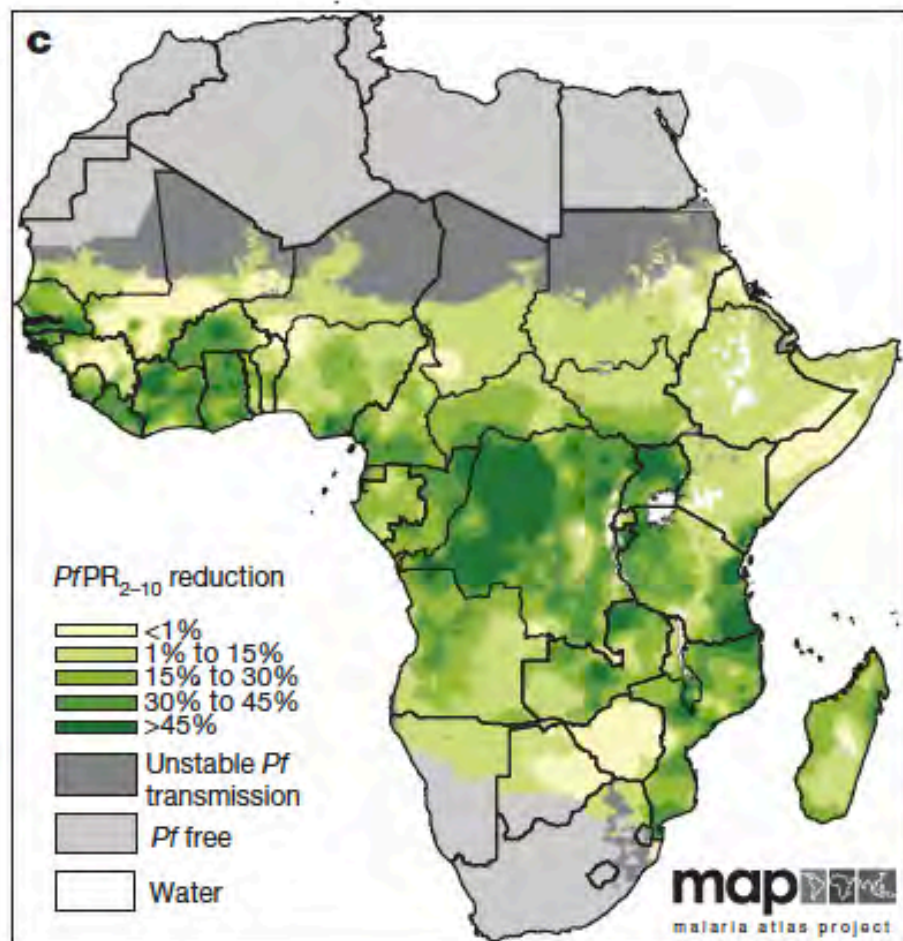 c
PfPR2–10 reduction
<1%
1% to 15%
15% to 30%
30% to 45%
>45%
Unstable Pf
transmission
Pf free
Water
map
malaria atlas project